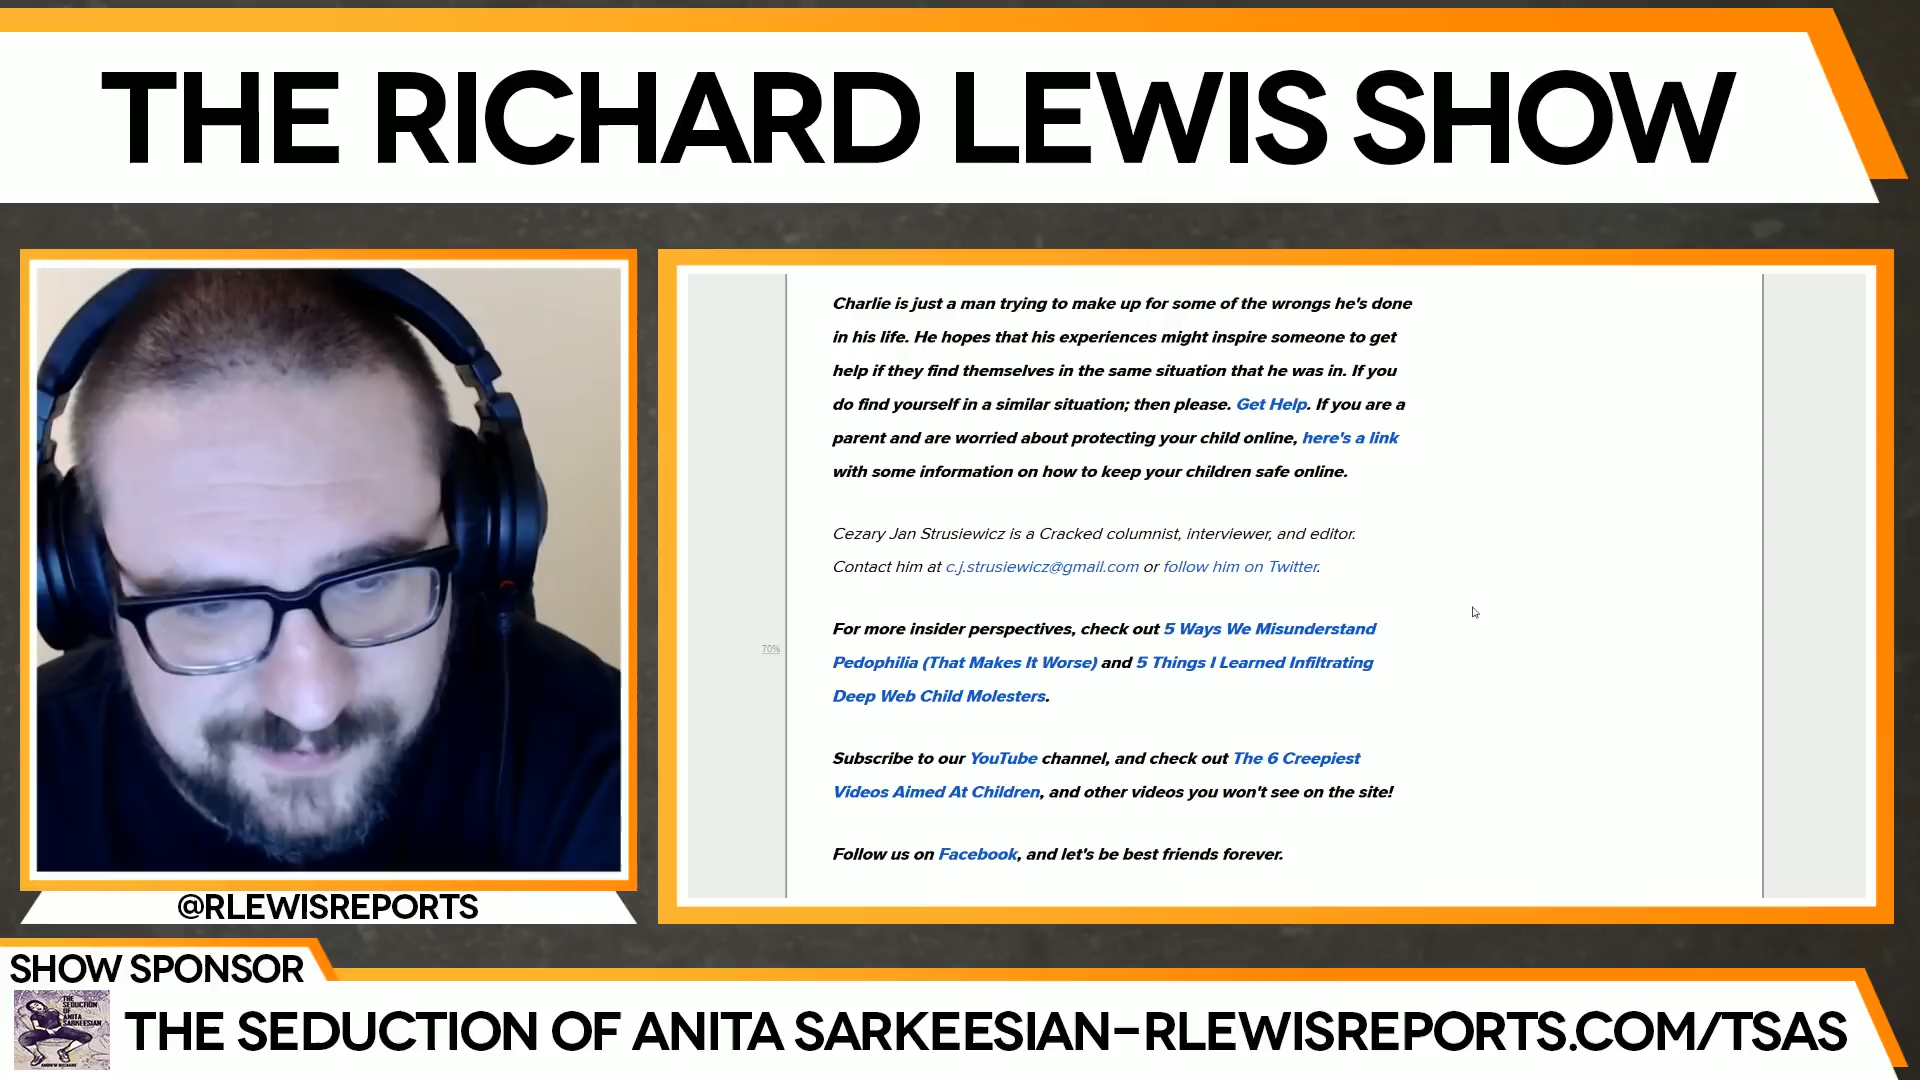 THE RICHARD LEWIS SHOW
Charlie is just a man trying to make up for some of the wrongs he's done
in his life. He hopes that his experiences might inspire someone to get
help if they find themselves in the same situation that he was in. If you
do find yourself in a similar situation; then please. Get Help. If you are a
parent and are worried about protecting your child online, here's a link
with some information on how to keep your children safe online.
Cezary Jan Strusiewicz is a Cracked columnist, interviewer, and editor.
Contact him at c.j.strusiewicz@gmail.com or follow him on Twitter.
For more insider perspectives, check out 5 Ways We Misunderstand
70%
Pedophilia (That Makes It Worse) and 5 Things I Learned Infiltrating
Deep Web Child Molesters.
Subscribe to our YouTube channel, and check out The 6 Creepiest
Videos Aimed At Children, and other videos you won't see on the site!
Follow us on Facebook, and let's be best friends forever.
@RLEWISREPORTS
SHOW SPONSOR
THE
SEDUCTION
OF
ANITA
SARKEESIAN
THE SEDUCTION OF ANITA SARKEESIAN-RLEWISREPORTS.COM/TSAS